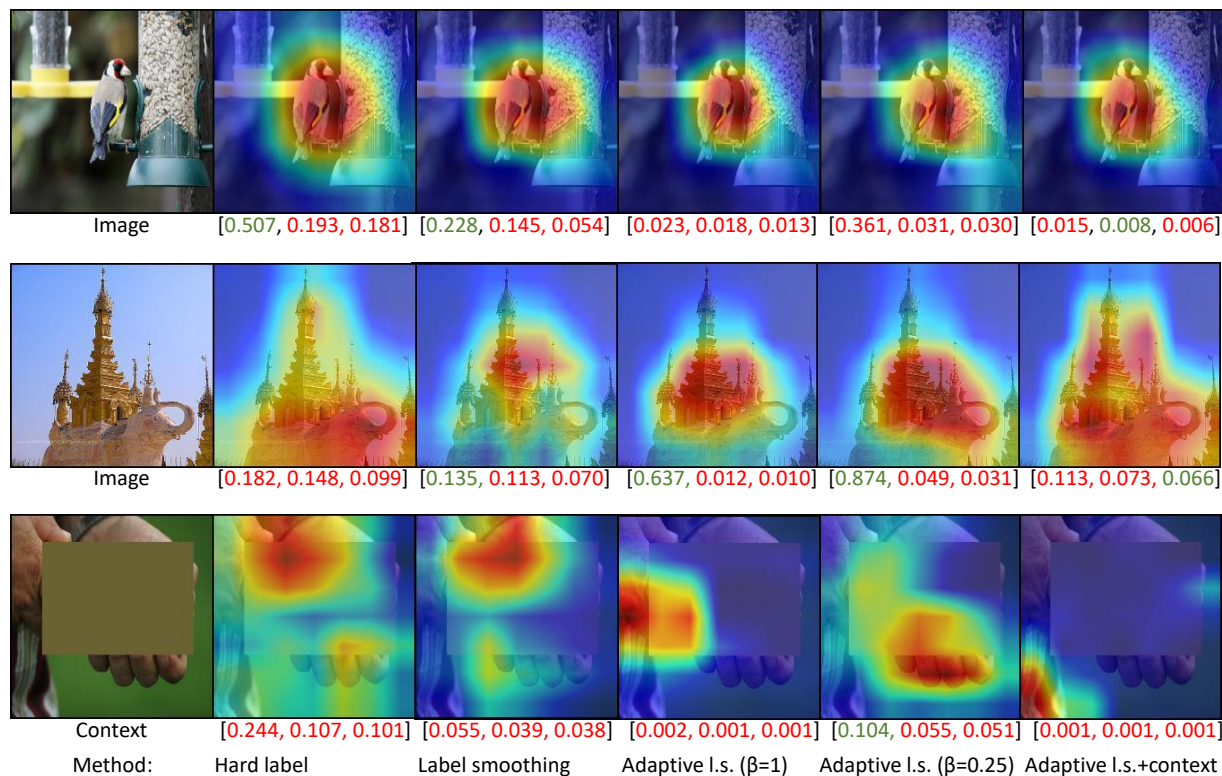 Image [0.507, 0.193, 0.181] [0.228, 0.145, 0.054] [0.023, 0.018, 0.013] [0.361, 0.031, 0.030] [0.015, 0.008, 0.006]
Image [0.182, 0.148, 0.099] [0.135, 0.113, 0.070] [0.637, 0.012, 0.010] [0.874, 0.049, 0.031] [0.113, 0.073, 0.066]
Context [0.244, 0.107, 0.101] [0.055, 0.039, 0.038] [0.002, 0.001, 0.001] [0.104, 0.055, 0.051] [0.001, 0.001, 0.001]
Method: Hard label Label smoothing Adaptive l.s. (β=1) Adaptive l.s. (β=0.25) Adaptive l.s.+context